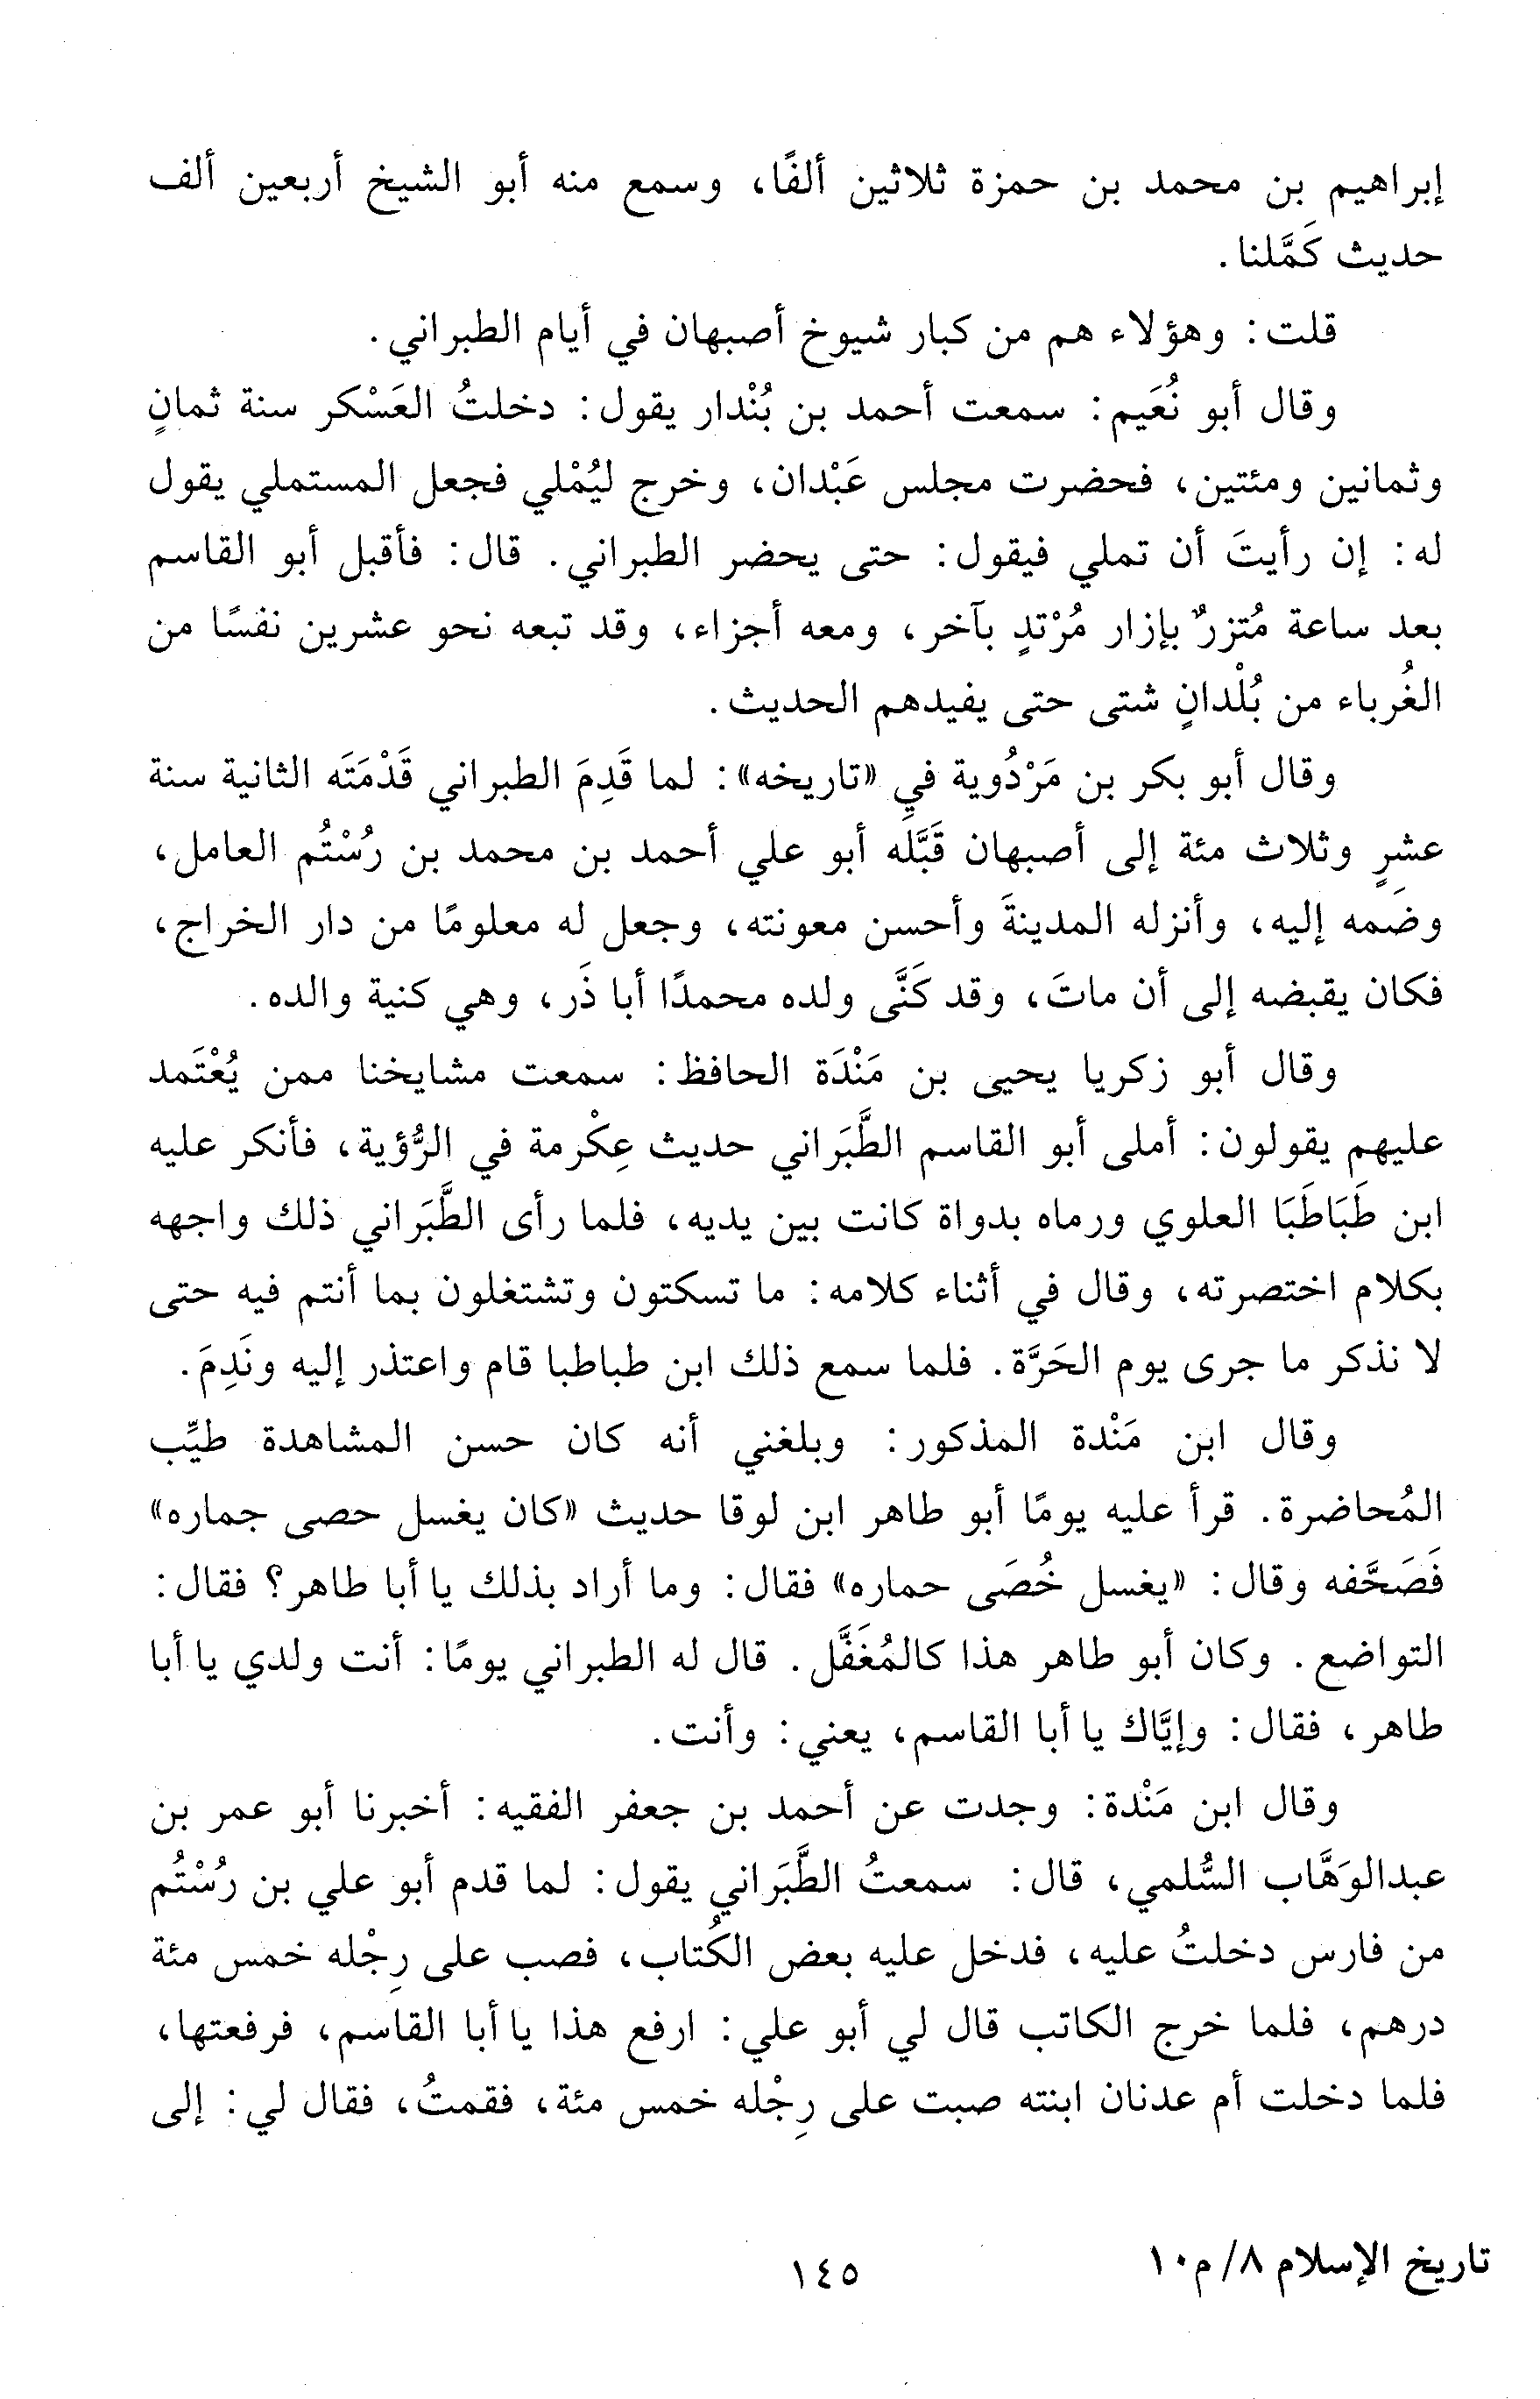 إبراهيم بن محمد بن حمزة ثلاثين ألفًا، وسمع منه أبو الشيخ أربعين ألف
حديث كَمَّلنا.
قلت: وهؤلاء هم من كبار شيوخ أصبهان في أيام الطبراني.
وقال أبو نُعَيم: سمعت أحمد بن بُنْدار يقول: دخلتُ العَسْكر سنة ثمانٍ
وثمانين ومئتين، فحضرت مجلس عَبْدان، وخرج ليُمْلي فجعل المستملي يقول
له: إن رأيتَ أن تملي فيقول: حتى يحضر الطبراني. قال: فأقبل أبو القاسم
بعد ساعة مُتزرٌ بإزار مُرْتدٍ بآخر، ومعه أجزاء، وقد تبعه نحو عشرين نفسًا من
الغُرباء من بُلْدانٍ شتى حتى يفيدهم الحديث.
وقال أبو بكر بن مَرْدُوية في «تاريخه»: لما قَدِمَ الطبراني قَدْمَتَه الثانية سنة
عشرٍ وثلاث مئة إلى أصبهان قَبَّلَه أبو علي أحمد بن محمد بن رُسْتُم العامل،
وضمه إليه، وأنزله المدينةَ وأحسن معونته، وجعل له معلومًا من دار الخراج،
فكان يقبضه إلى أن ماتَ، وقد كَنَّى ولده محمدًا أبا ذَر، وهي كنية والده.
وقال أبو زكريا يحيى بن مَنْدَة الحافظ: سمعت مشايخنا ممن يُعْتَمد
عليهم يقولون: أملى أبو القاسم الطَّبَراني حديث عِكْرمة في الرُّؤية، فأنكر عليه
ابن طَبَاطَبَا العلوي ورماه بدواة كانت بين يديه، فلما رأى الطَّبَراني ذلك واجهه
بكلام اختصرته، وقال في أثناء كلامه: ما تسكتون وتشتغلون بما أنتم فيه حتى
لا نذكر ما جرى يوم الحَرَّة. فلما سمع ذلك ابن طباطبا قام واعتذر إليه ونَدِمَ.
وقال ابن مَنْدة المذكور: وبلغني أنه كان حسن المشاهدة طيِّب
المُحاضرة. قرأ عليه يومًا أبو طاهر ابن لوقا حديث «كان يغسل حصى جماره»
فَصَحَّفه وقال: «يغسل خُصَى حماره» فقال: وما أراد بذلك يا أبا طاهر؟ فقال:
التواضع. وكان أبو طاهر هذا كالمُغَفَّل. قال له الطبراني يومًا: أنت ولدي يا أبا
طاهر، فقال: وإيَّاك يا أبا القاسم، يعني: وأنت.
وقال ابن مَنْدة: وجدت عن أحمد بن جعفر الفقيه: أخبرنا أبو عمر بن
عبدالوَهَّاب السُّلمي، قال: سمعتُ الطَّبَراني يقول: لما قدم أبو علي بن رُسْتُم
من فارس دخلتُ عليه، فدخل عليه بعض الكُتاب، فصب على رِجْله خمس مئة
درهم، فلما خرج الكاتب قال لي أبو علي: ارفع هذا يا أبا القاسم، فرفعتها،
فلما دخلت أم عدنان ابنته صبت على رِجْله خمس مئة، فقمتُ، فقال لي: إلى
تاريخ الإسلام ٨/ م١٠
١٤٥